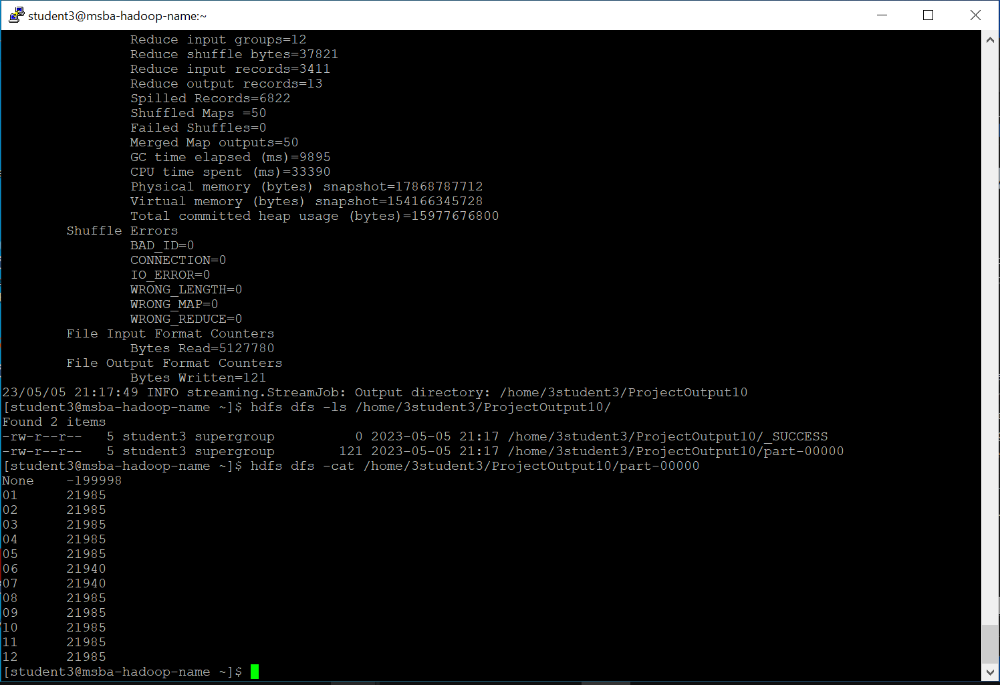 student3@msba-hadoop-name:~
Reduce input groups=12
Reduce shuffle bytes=37821
Reduce input records=3411
Reduce output records=13
Spilled Records=6822
Shuffled Maps =50
Failed Shuffles=0
Merged Map outputs=50
GC time elapsed (ms)=9895
CPU time spent (ms)=33390
Physical memory (bytes) snapshot=17868787712
Virtual memory (bytes) snapshot=154166345728
Total committed heap usage (bytes)=15977676800
Shuffle Errors
BAD_ID=0
CONNECTION=0
IO_ERROR=0
WRONG_LENGTH=0
WRONG_MAP=0
WRONG_REDUCE=0
File Input Format Counters
Bytes Read=5127780
File Output Format Counters
Bytes Written=121
23/05/05 21:17:49 INFO streaming.StreamJob: Output directory: /home/3student3/ProjectOutput10
[student3@msba-hadoop-name ~]$ hdfs dfs -ls /home/3student3/ProjectOutput10/
Found 2 items
-rw-r--r--   5 student3 supergroup          0 2023-05-05 21:17 /home/3student3/ProjectOutput10/_SUCCESS
-rw-r--r--   5 student3 supergroup        121 2023-05-05 21:17 /home/3student3/ProjectOutput10/part-00000
[student3@msba-hadoop-name ~]$ hdfs dfs -cat /home/3student3/ProjectOutput10/part-00000
None    -199998
01      21985
02      21985
03      21985
04      21985
05      21985
06      21940
07      21940
08      21985
09      21985
10      21985
11      21985
12      21985
[student3@msba-hadoop-name ~]$